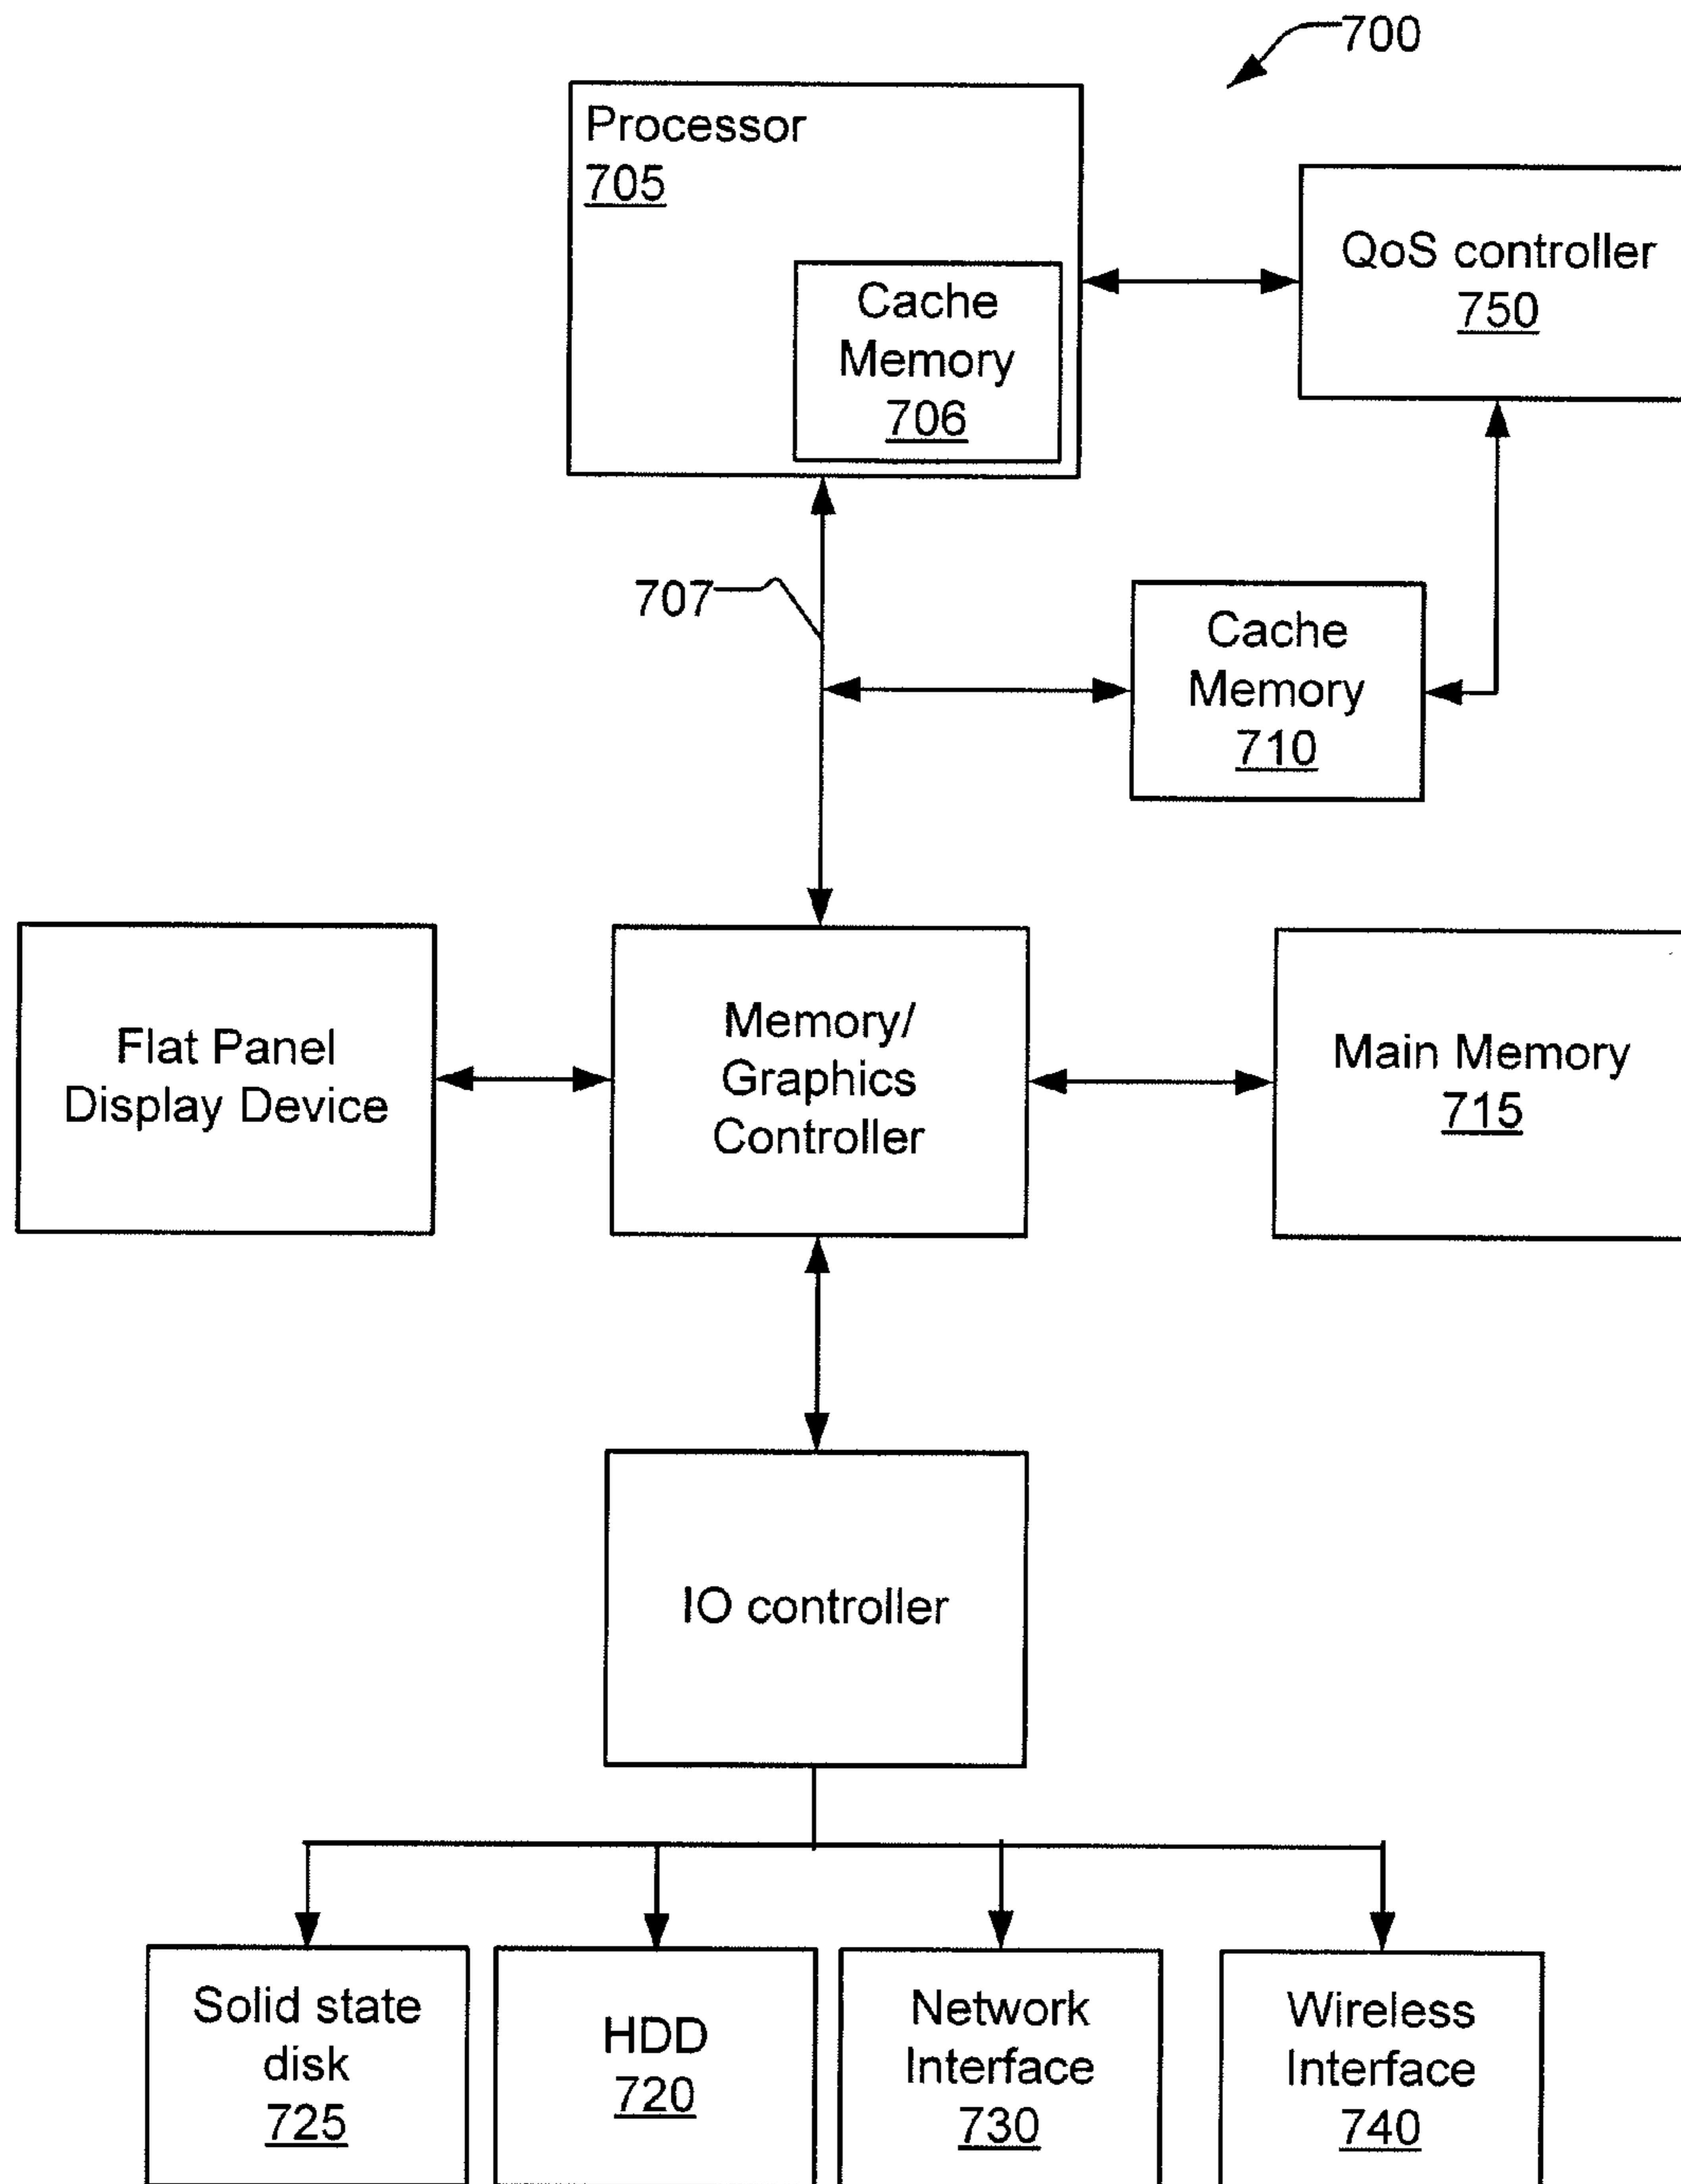 700
Processor
705
QoS controller
750
Cache
Memory
706
707
Cache
Memory
710
Flat Panel
Display Device
Memory/
Graphics
Controller
Main Memory
715
IO controller
Solid state
disk
725
HDD
720
Network
Interface
730
Wireless
Interface
740